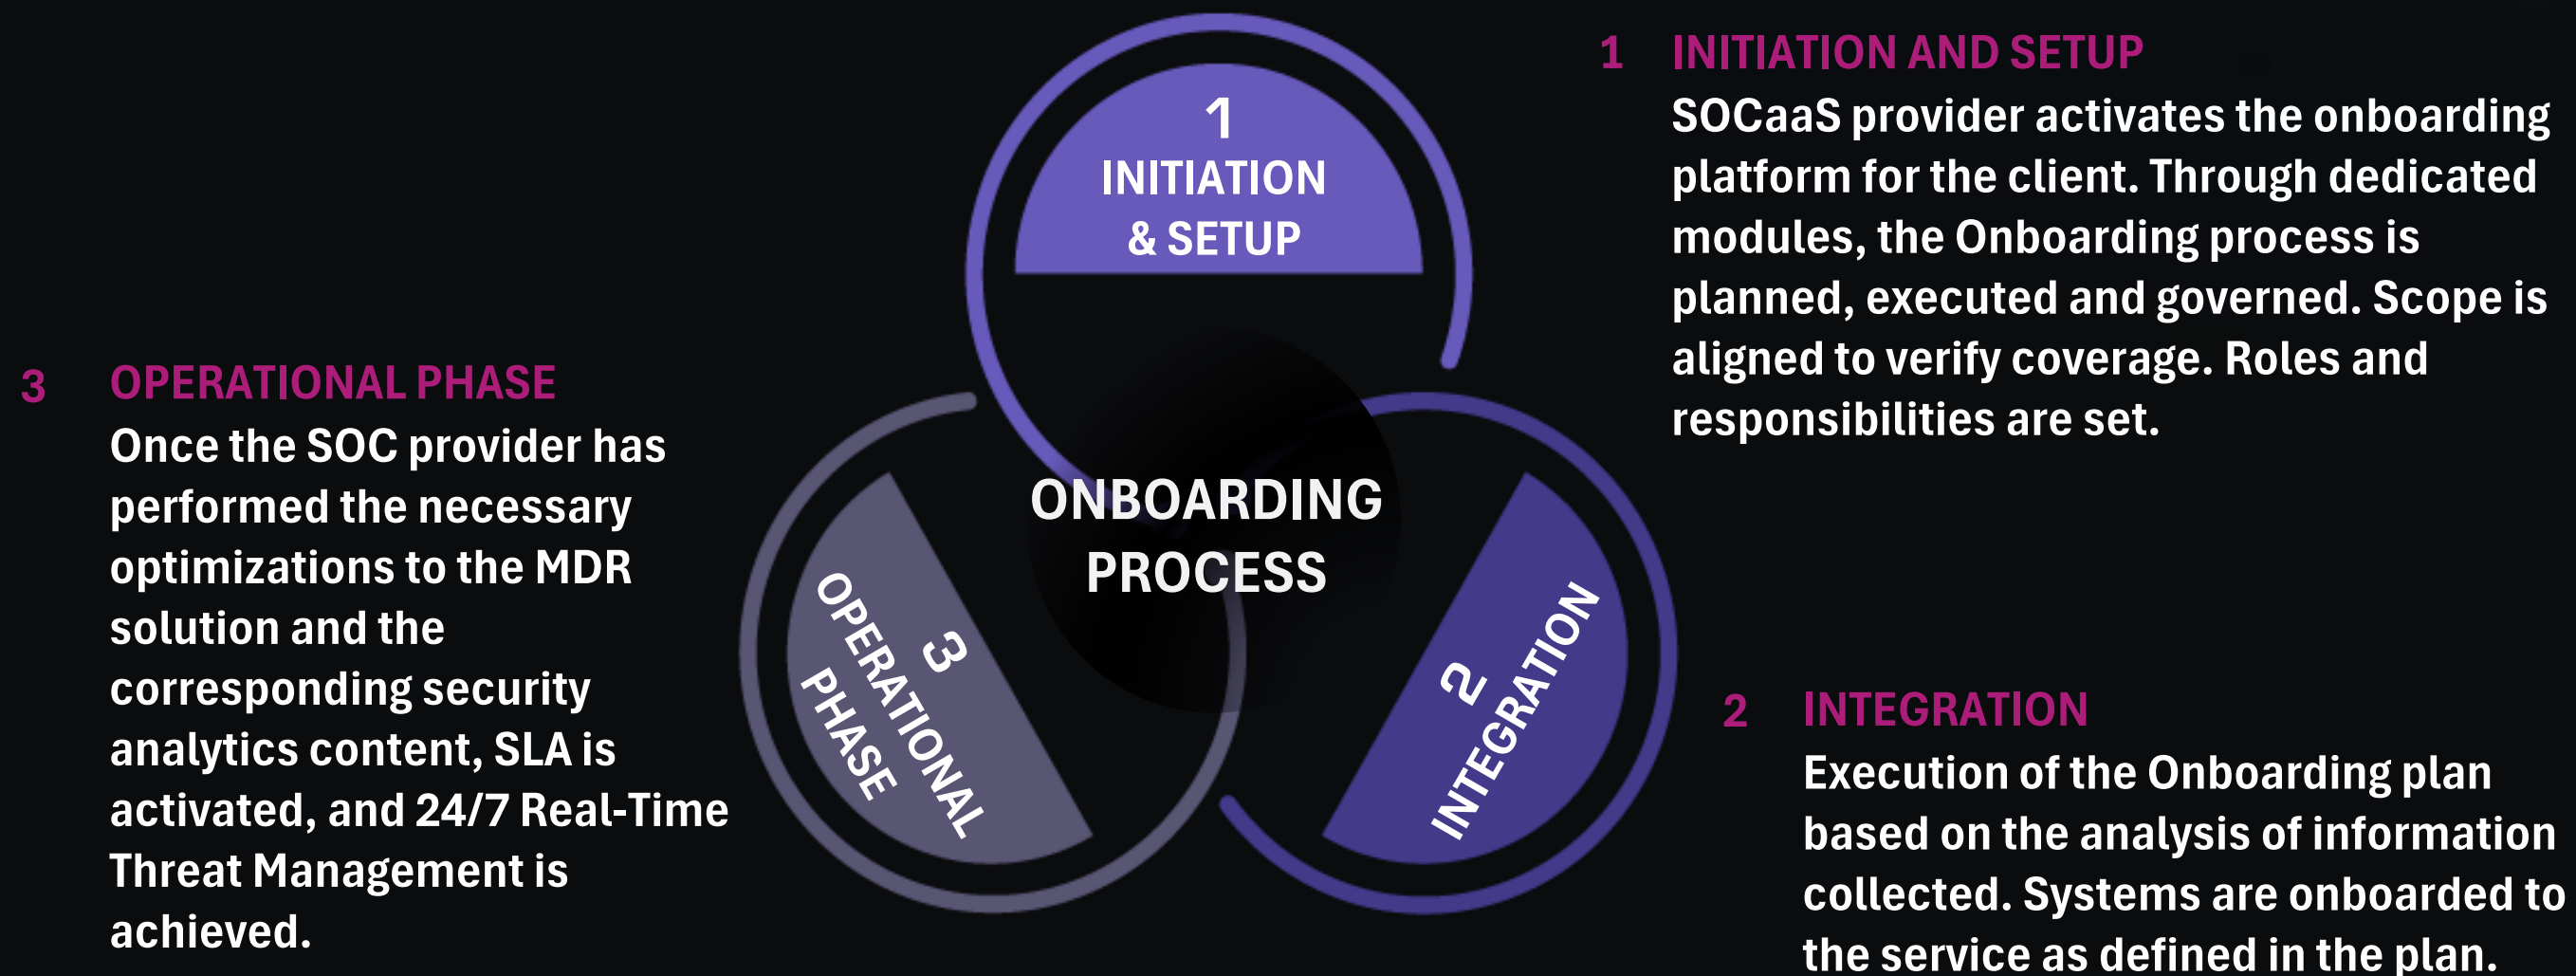 1
INITIATION
& SETUP
ONBOARDING
PROCESS
2
INTEGRATION
3
OPERATIONAL
PHASE
1 INITIATION AND SETUP
SOCaaS provider activates the onboarding
platform for the client. Through dedicated
modules, the Onboarding process is
planned, executed and governed. Scope is
aligned to verify coverage. Roles and
responsibilities are set.
2 INTEGRATION
Execution of the Onboarding plan
based on the analysis of information
collected. Systems are onboarded to
the service as defined in the plan.
3 OPERATIONAL PHASE
Once the SOC provider has
performed the necessary
optimizations to the MDR
solution and the
corresponding security
analytics content, SLA is
activated, and 24/7 Real-Time
Threat Management is
achieved.